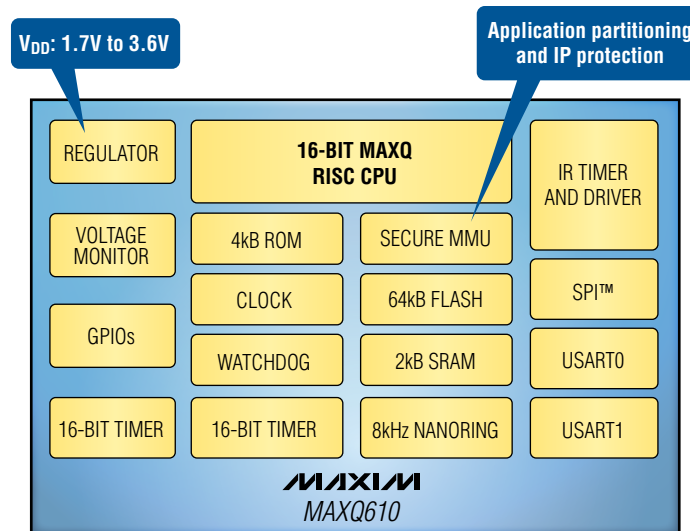 V_DD: 1.7V to 3.6V
Application partitioning
and IP protection
REGULATOR
16-BIT MAXQ
RISC CPU
IR TIMER
AND DRIVER
VOLTAGE
MONITOR
4kB ROM
SECURE MMU
CLOCK
64kB FLASH
SPI™
GPIOs
WATCHDOG
2kB SRAM
USART0
16-BIT TIMER
16-BIT TIMER
8kHz NANORING
USART1
MAXIM
MAXQ610